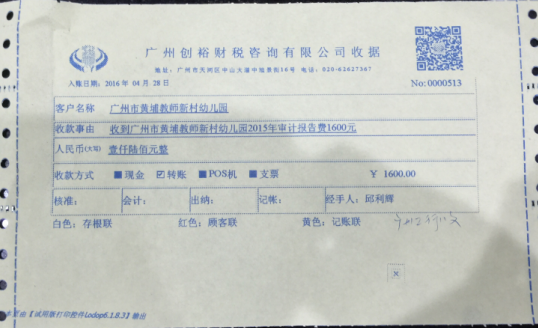 广州创裕财税咨询有限公司收据
地址：广州市天河区中山大道中旭景街16号 电话：020-62627367
入账日期：2016 年 04 月 28 日 No:0000513
客户名称 广州市黄埔教师新村幼儿园
收款事由 收到广州市黄埔教师新村幼儿园2015年审计报告费1600元
人民币(大写) 壹仟陆佰元整
收款方式 现金 转账 POS机 支票 ￥ 1600.00
核准： 会计： 出纳： 记帐： 经手人：邱利辉
白色：存根联 红色：顾客联 黄色：记账联
本页由【试用版打印控件Lodop6.1.8.3】输出